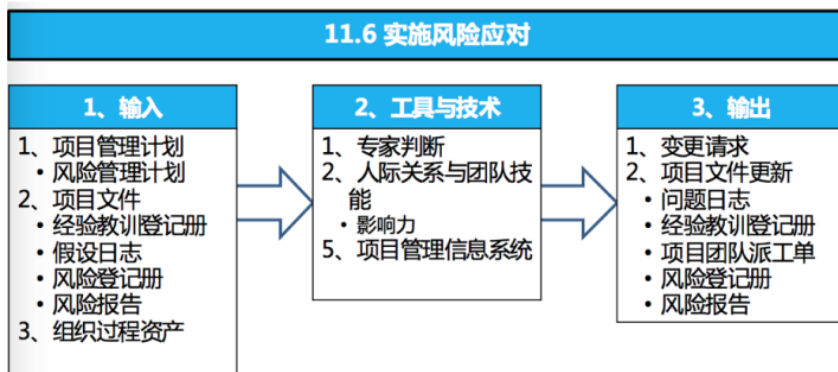 11.6 实施风险应对
1、输入
1、项目管理计划
• 风险管理计划
2、项目文件
• 经验教训登记册
• 假设日志
• 风险登记册
• 风险报告
3、组织过程资产
2、工具与技术
1、专家判断
2、人际关系与团队技
能
• 影响力
5、项目管理信息系统
3、输出
1、变更请求
2、项目文件更新
• 问题日志
• 经验教训登记册
• 项目团队派工单
• 风险登记册
• 风险报告